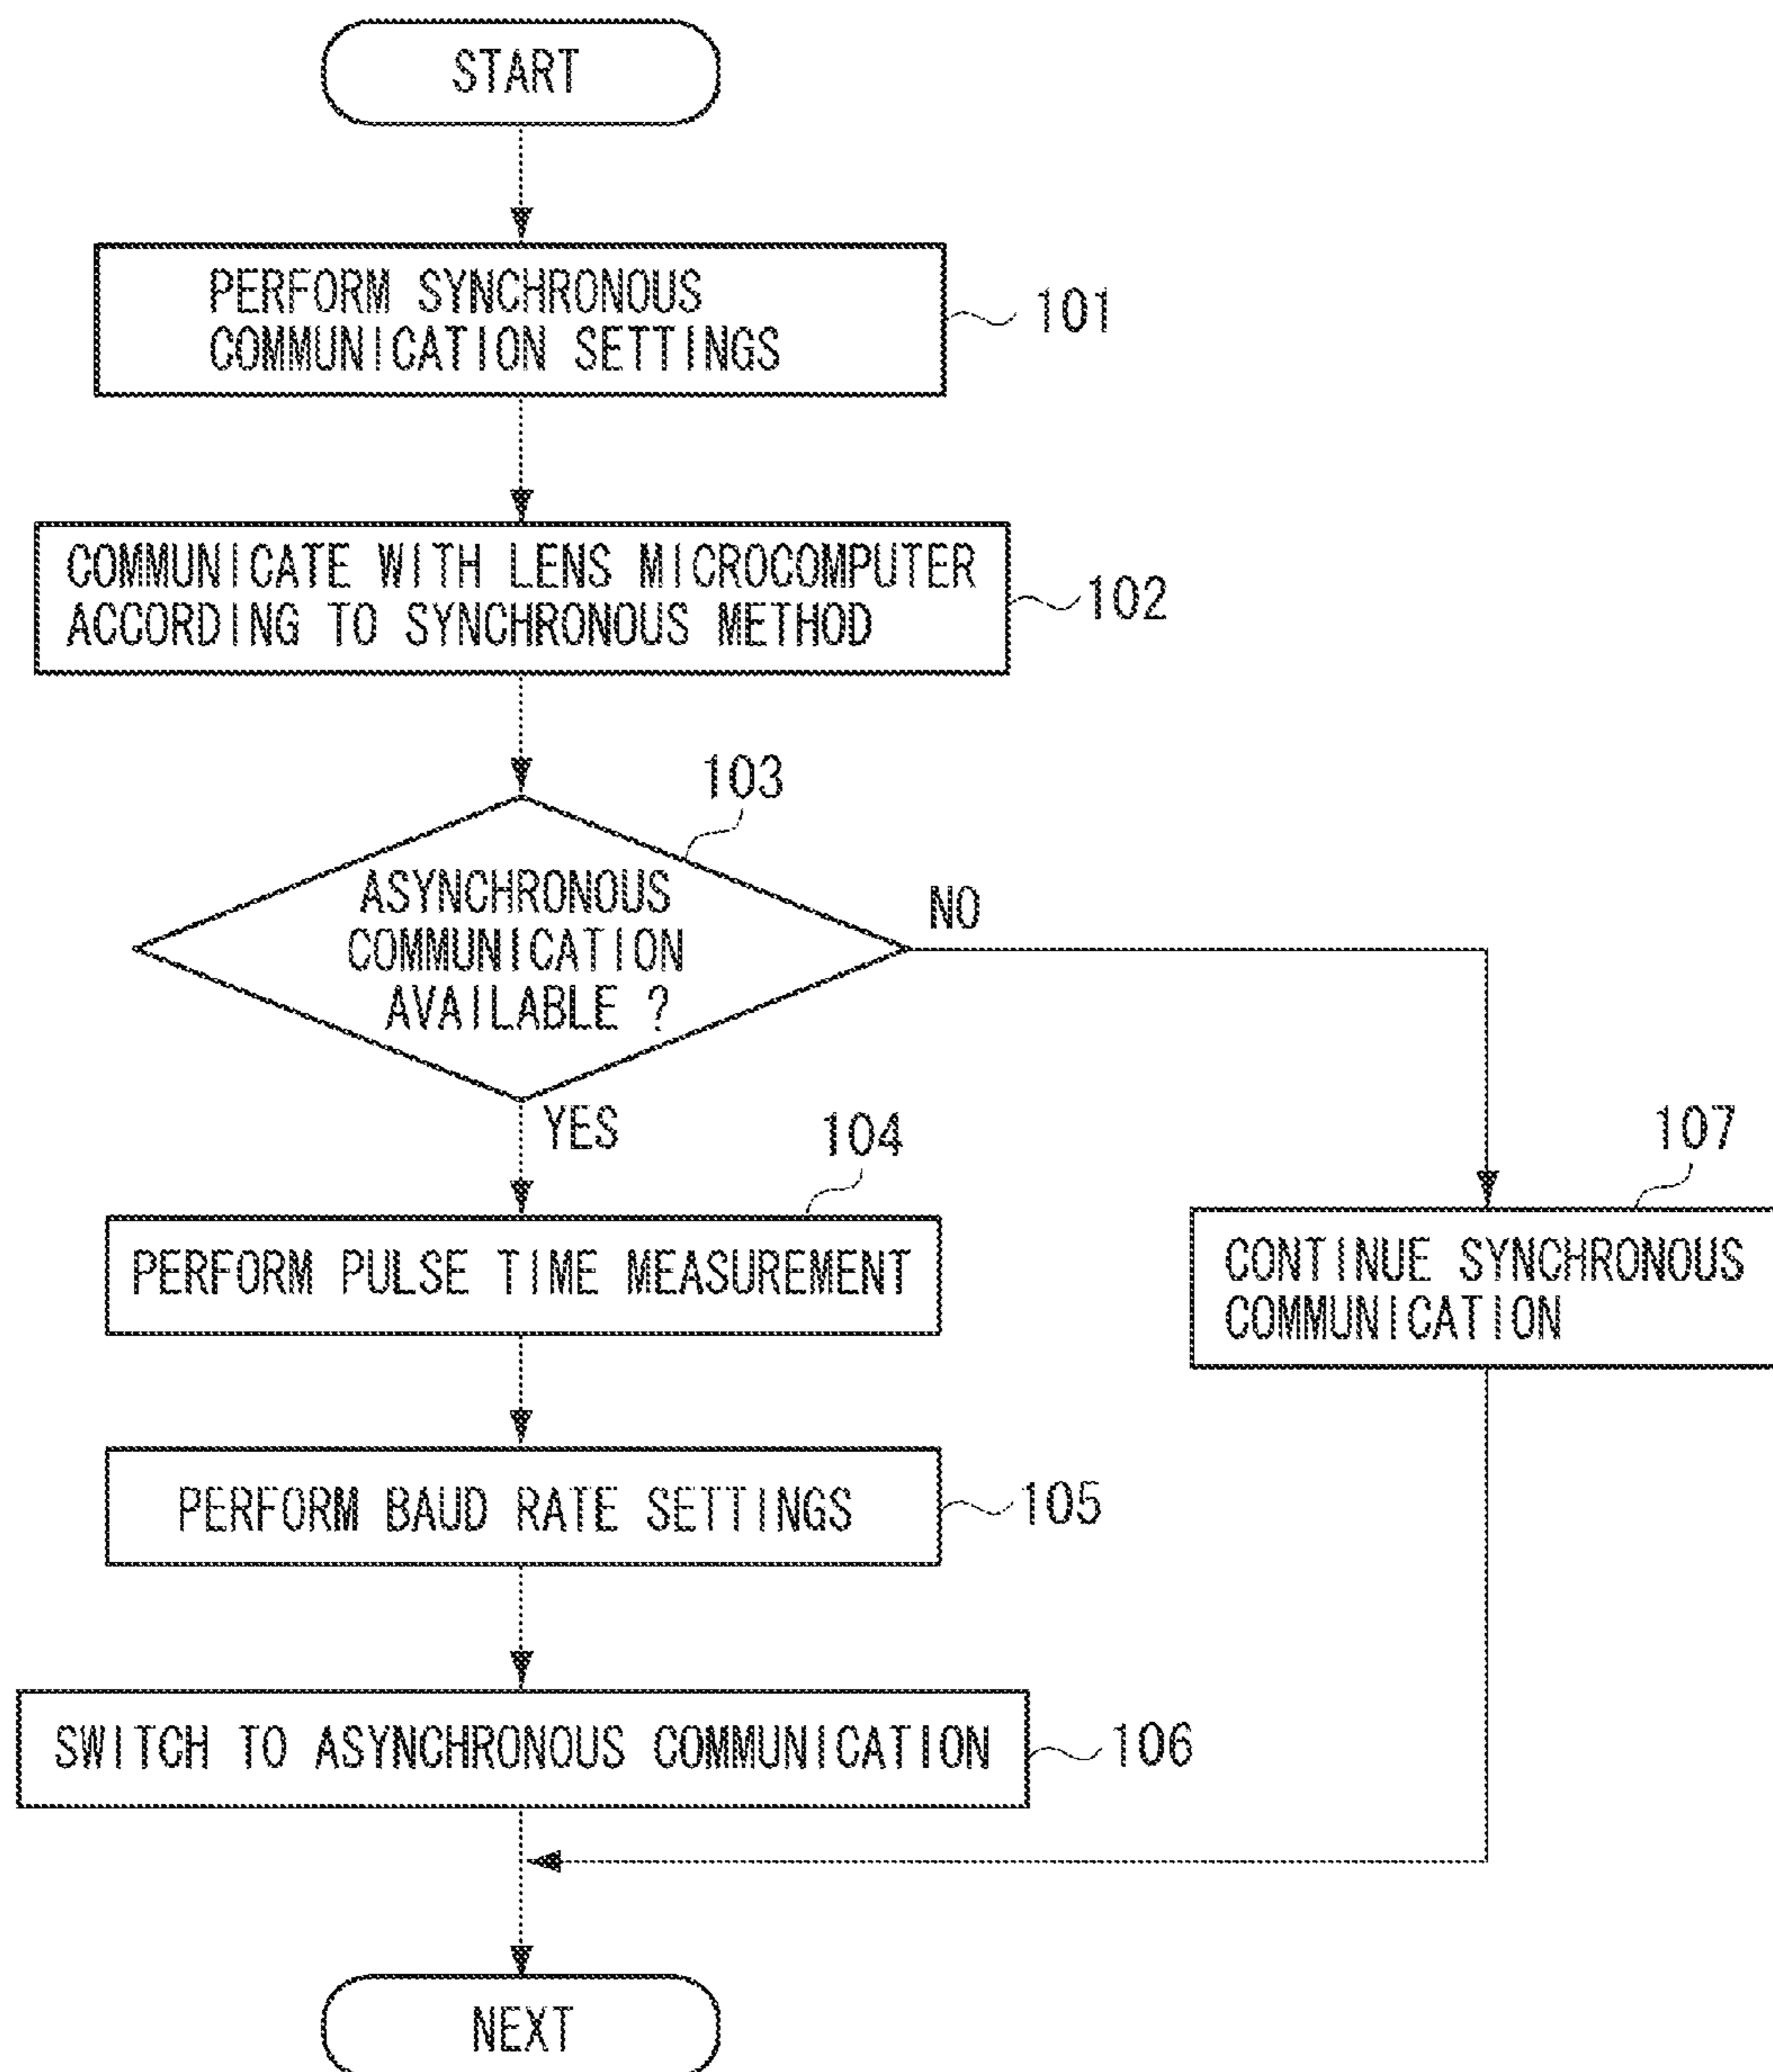 START
PERFORM SYNCHRONOUS
COMMUNICATION SETTINGS
101
COMMUNICATE WITH LENS MICROCOMPUTER
ACCORDING TO SYNCHRONOUS METHOD
102
103
ASYNCHRONOUS
COMMUNICATION
AVAILABLE ?
NO
YES
104
PERFORM PULSE TIME MEASUREMENT
107
CONTINUE SYNCHRONOUS
COMMUNICATION
PERFORM BAUD RATE SETTINGS
105
SWITCH TO ASYNCHRONOUS COMMUNICATION
106
NEXT